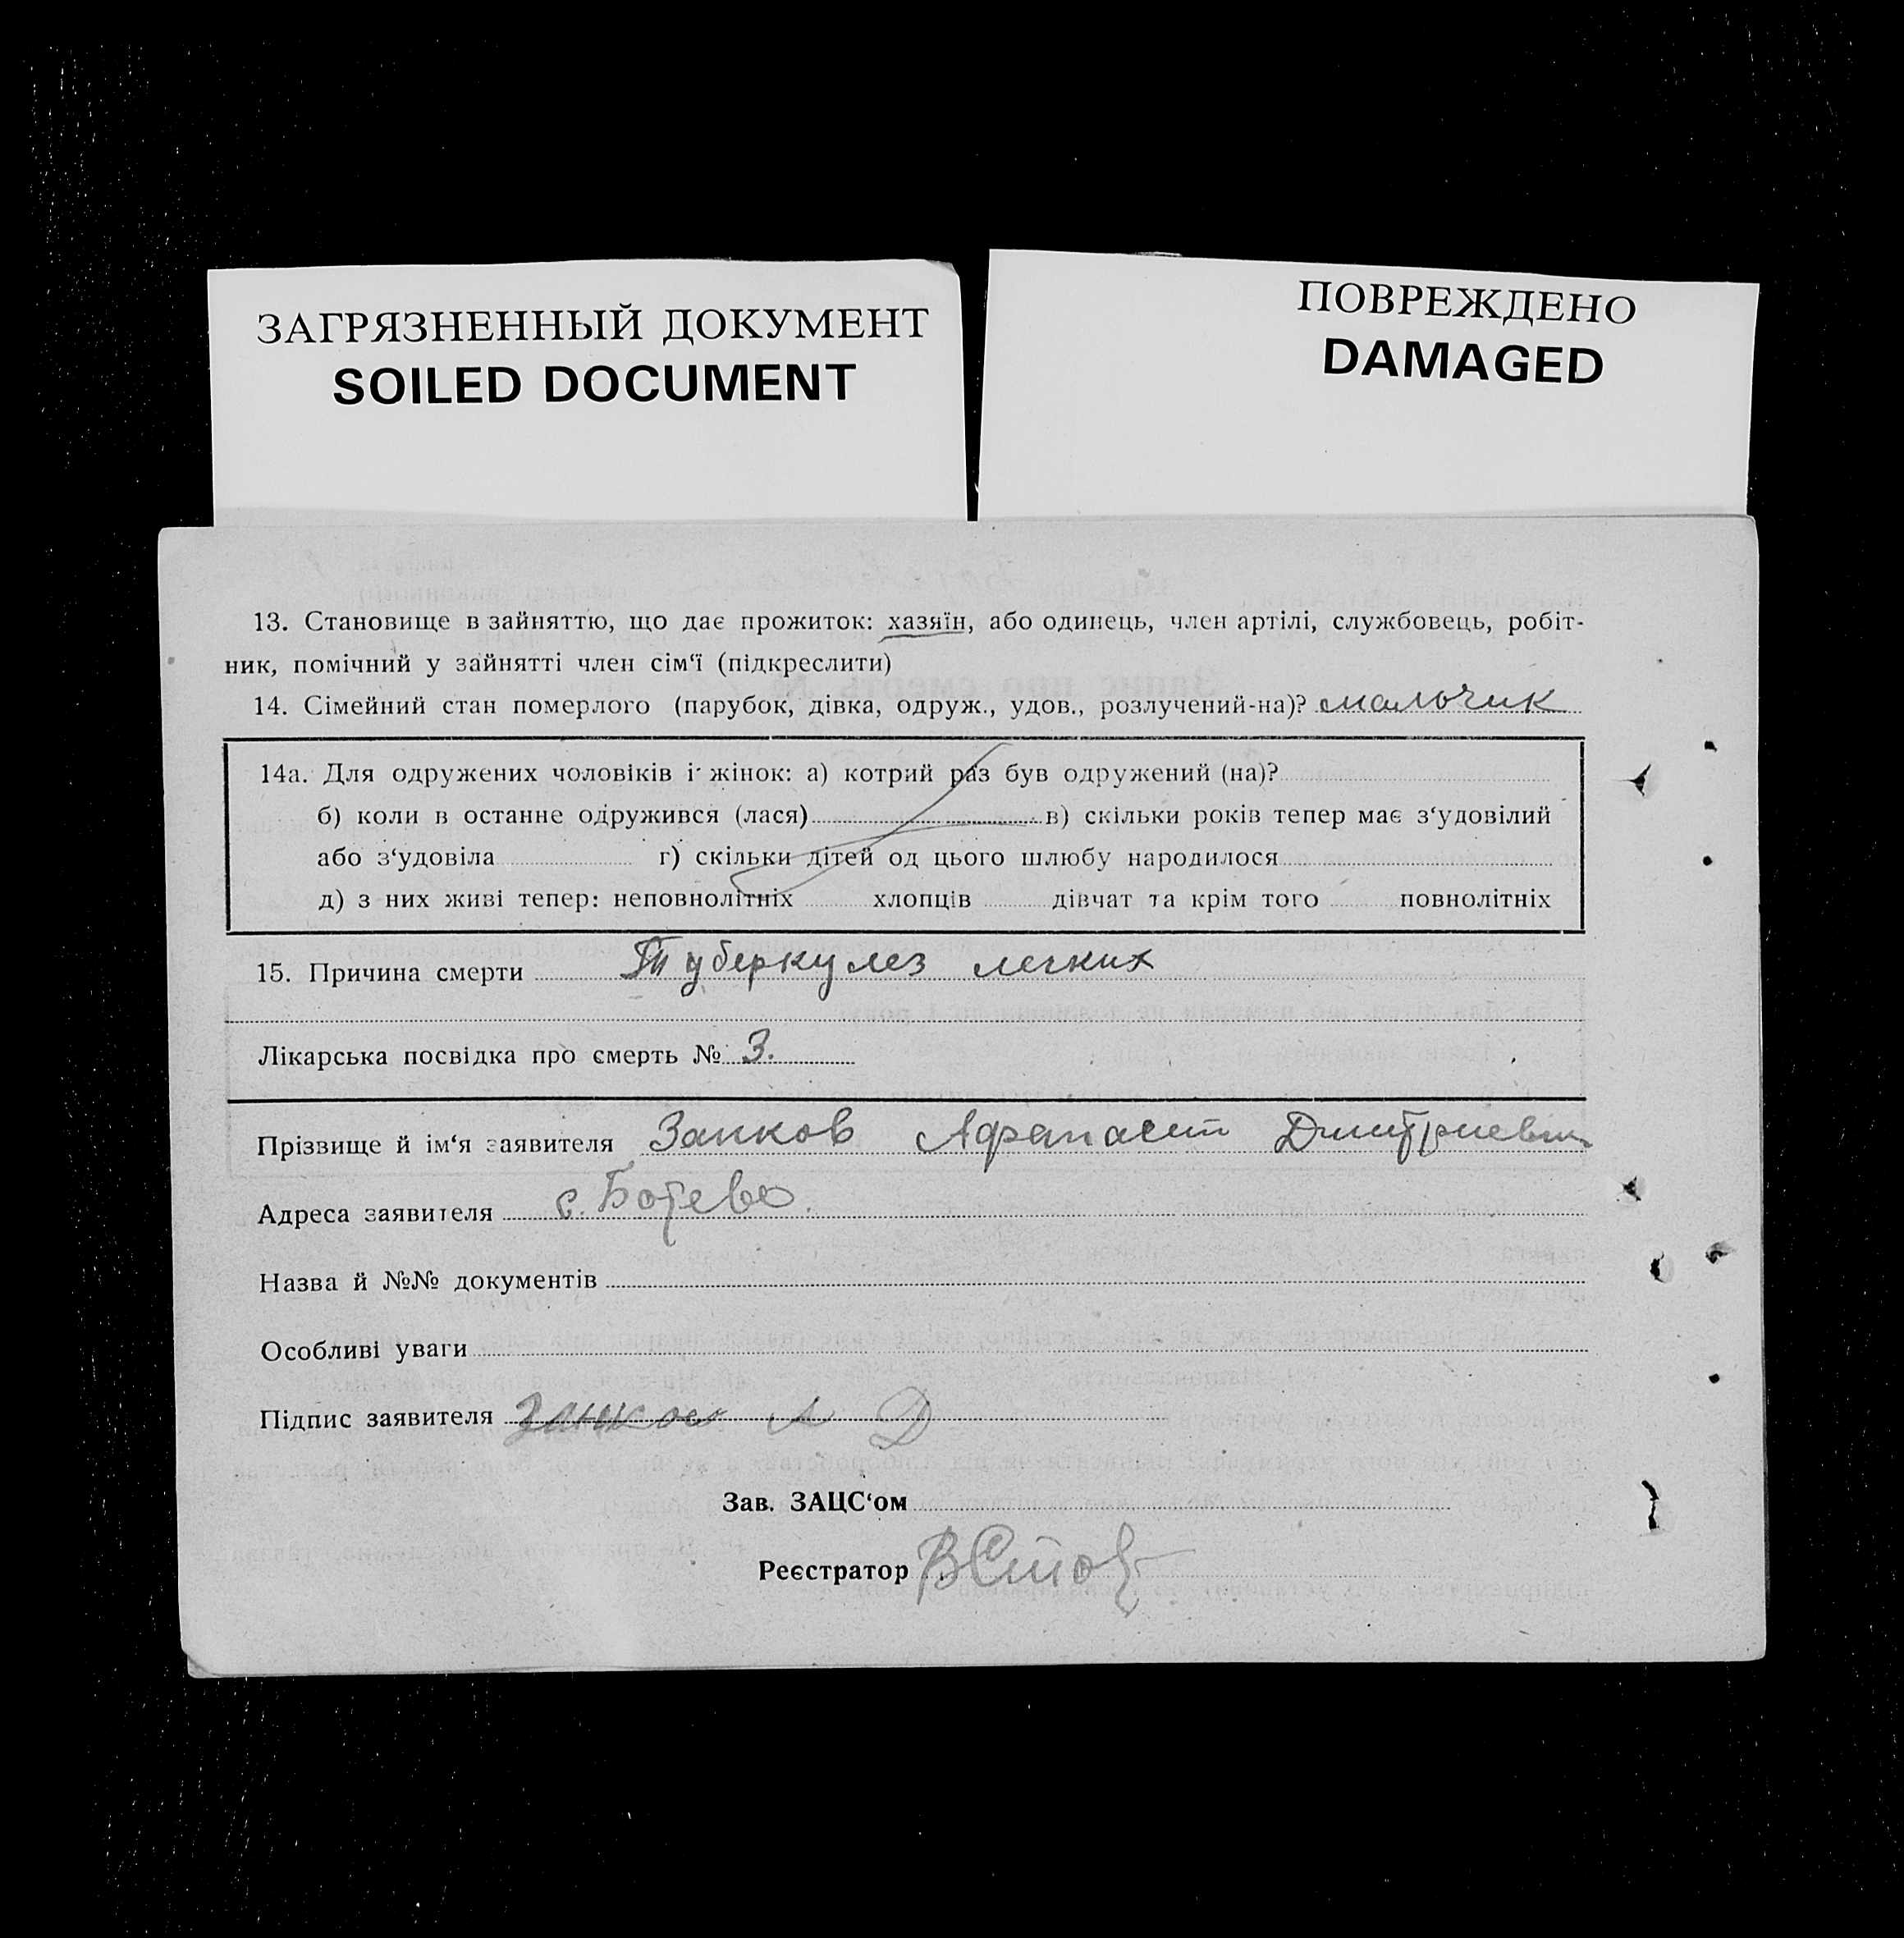 ЗАГРЯЗНЕННЫЙ ДОКУМЕНТ
SOILED DOCUMENT
ПОВРЕЖДЕНО
DAMAGED
13. Становище в зайняттю, що дає прожиток: хазяїн, або одинець, член артілі, службовець, робіт-
ник, помічний у зайнятті член сім‘ї (підкреслити)
14. Сімейний стан померлого (парубок, дівка, одруж., удов., розлучений-на)? мальчик
14а. Для одружених чоловіків і жінок: а) котрий раз був одружений (на)?
б) коли в останнє одружився (лася) в) скільки років тепер має з‘удовілий
або з‘удовіла г) скільки дітей од цього шлюбу народилося
д) з них живі тепер: неповнолітніх хлопців дівчат та крім того повнолітніх
15. Причина смерти Туберкулез легких
Лікарська посвідка про смерть № 3.
Прізвище й ім‘я заявителя Занков Афанасий Дмитриевич
Адреса заявителя с. Ботево.
Назва й №№ документів
Особливі уваги
Підпис заявителя Занков А Д
Зав. ЗАЦС‘ом
Реєстратор